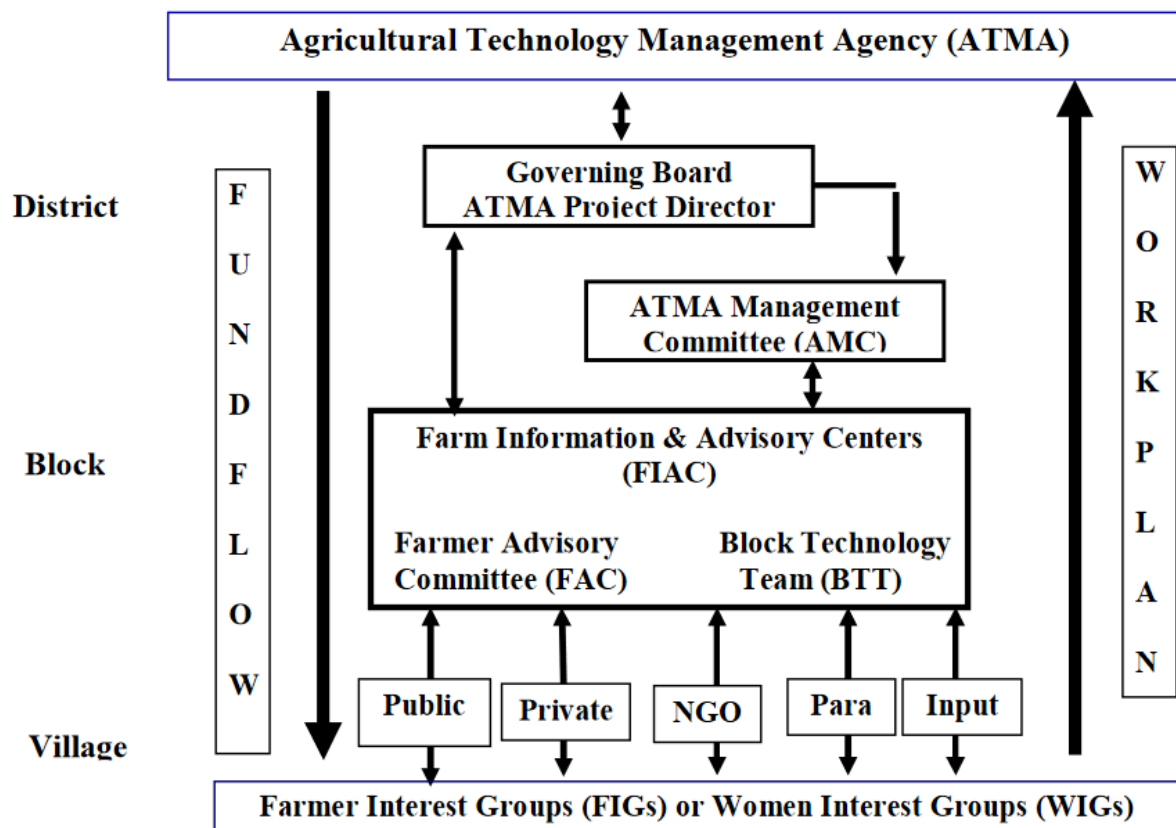 Agricultural Technology Management Agency (ATMA)
District
Block
Village
F
U
N
D
F
L
O
W
Governing Board
ATMA Project Director
ATMA Management
Committee (AMC)
Farm Information & Advisory Centers
(FIAC)
Farmer Advisory
Committee (FAC)
Block Technology
Team (BTT)
Public
Private
NGO
Para
Input
W
O
R
K
P
L
A
N
Farmer Interest Groups (FIGs) or Women Interest Groups (WIGs)